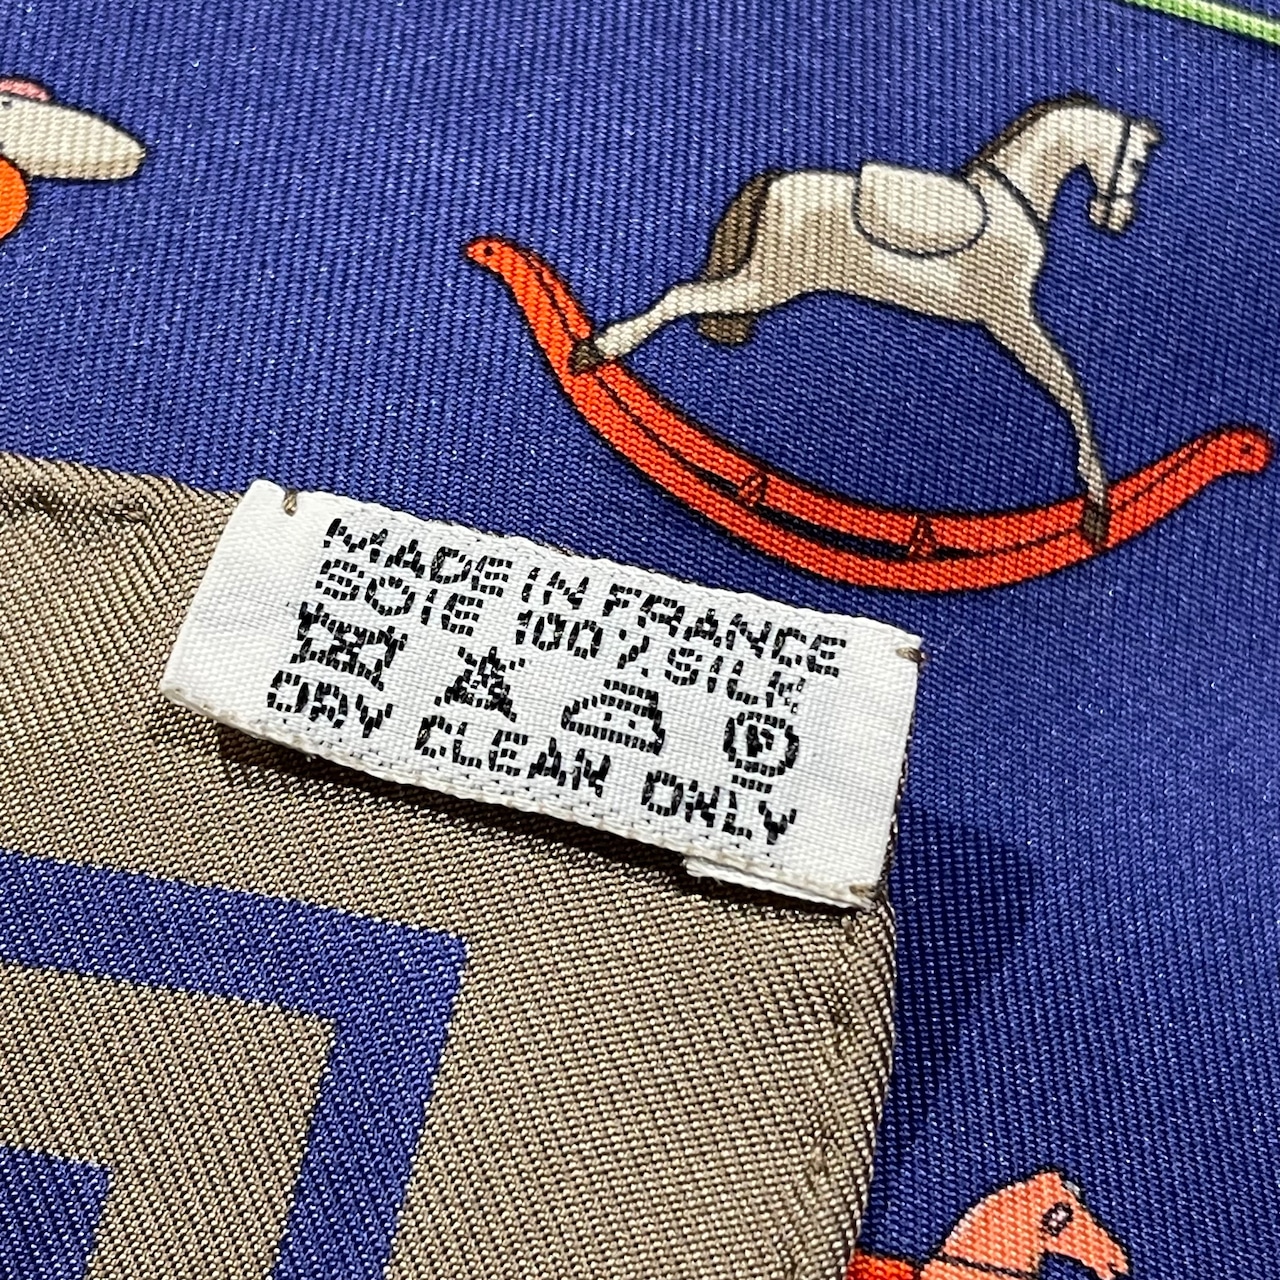 MADE IN FRANCE
SOIE 100% SILK
P
DRY CLEAN ONLY